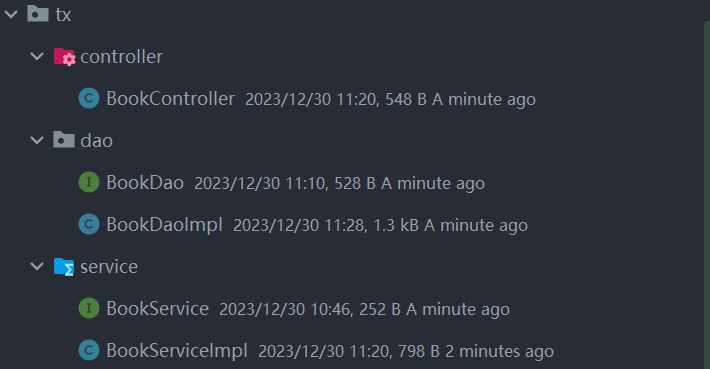 tx
controller
C BookController 2023/12/30 11:20, 548 B A minute ago
dao
I BookDao 2023/12/30 11:10, 528 B A minute ago
C BookDaoImpl 2023/12/30 11:28, 1.3 kB A minute ago
service
I BookService 2023/12/30 10:46, 252 B A minute ago
C BookServiceImpl 2023/12/30 11:20, 798 B 2 minutes ago